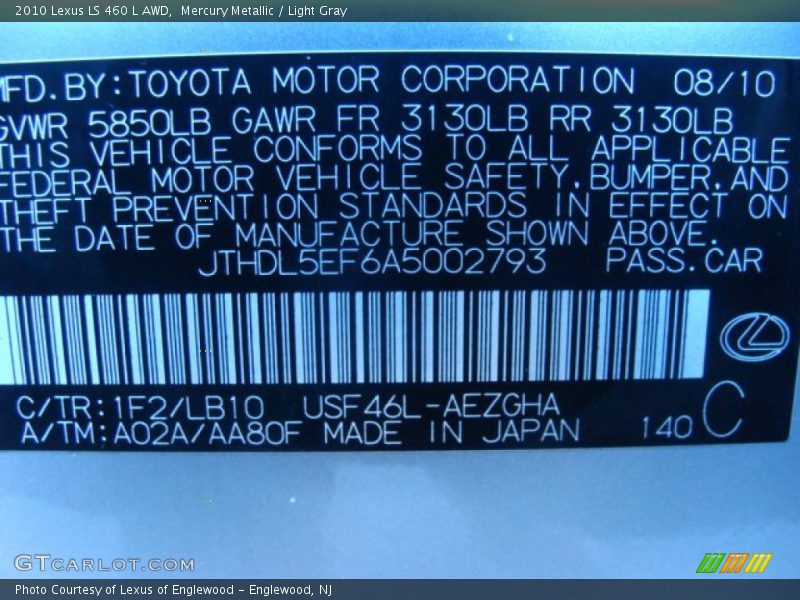 2010 Lexus LS 460 L AWD,  Mercury Metallic / Light Gray
MFD.BY:TOYOTA MOTOR CORPORATION 08/10
GVWR 5850LB GAWR FR 3130LB RR 3130LB
THIS VEHICLE CONFORMS TO ALL APPLICABLE
FEDERAL MOTOR VEHICLE SAFETY,BUMPER,AND
THEFT PREVENTION STANDARDS IN EFFECT ON
THE DATE OF MANUFACTURE SHOWN ABOVE.
JTHDL5EF6A5002793 PASS.CAR
C/TR:1F2/LB10 USF46L-AEZGHA
A/TM:A02A/AA80F MADE IN JAPAN 140 C
GTCARLOT.COM
Photo Courtesy of Lexus of Englewood - Englewood, NJ